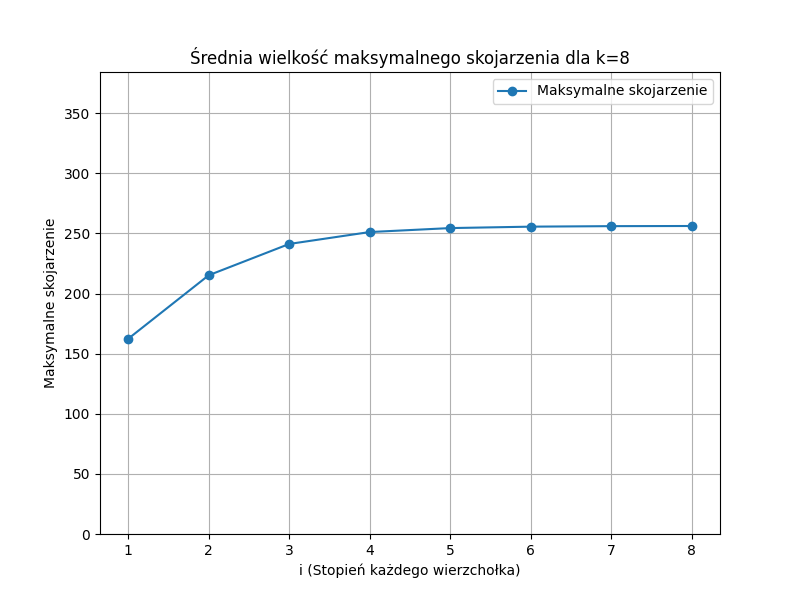 Średnia wielkość maksymalnego skojarzenia dla k=8
Maksymalne skojarzenie
Maksymalne skojarzenie
350
300
250
200
150
100
50
0
1 2 3 4 5 6 7 8
i (Stopień każdego wierzchołka)